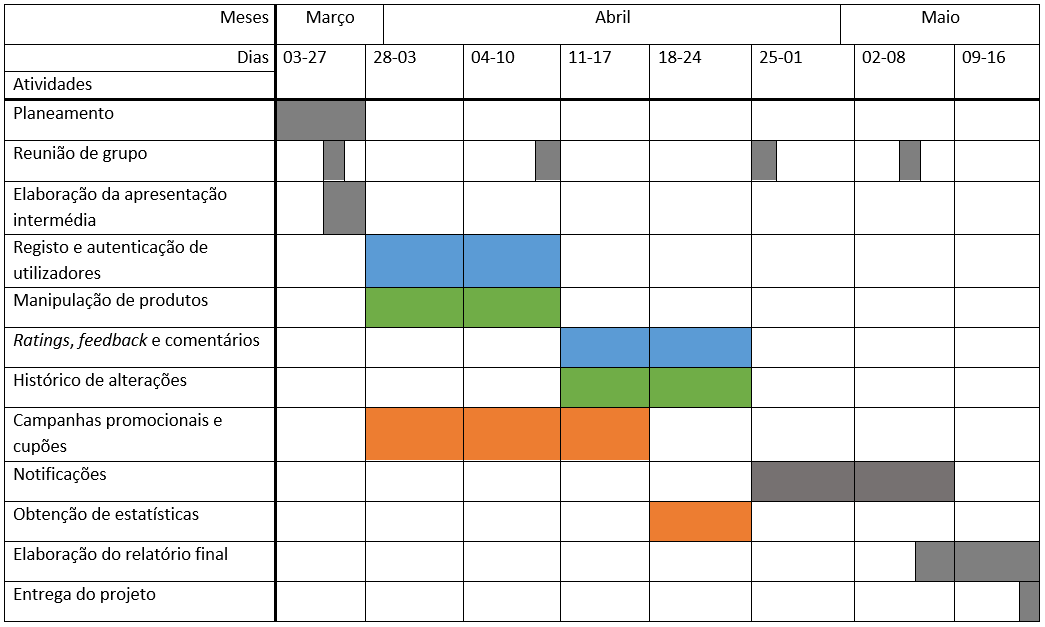 Meses Março Abril Maio
Dias 03-27 28-03 04-10 11-17 18-24 25-01 02-08 09-16
Atividades
Planeamento
Reunião de grupo
Elaboração da apresentação
intermédia
Registo e autenticação de
utilizadores
Manipulação de produtos
Ratings, feedback e comentários
Histórico de alterações
Campanhas promocionais e
cupões
Notificações
Obtenção de estatísticas
Elaboração do relatório final
Entrega do projeto